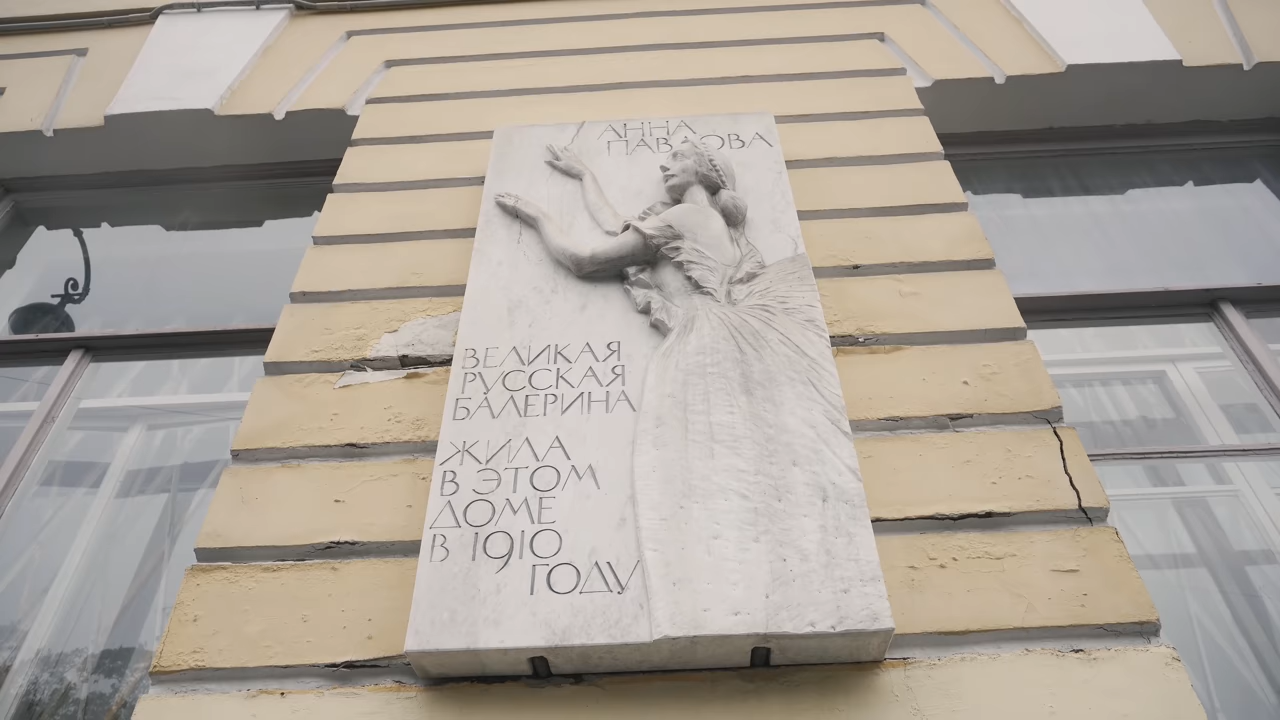 АННА
ПАВЛОВА
ВЕЛИКАЯ
РУССКАЯ
БАЛЕРИНА
ЖИЛА
В ЭТОМ
ДОМЕ
В 1910
ГОДУ